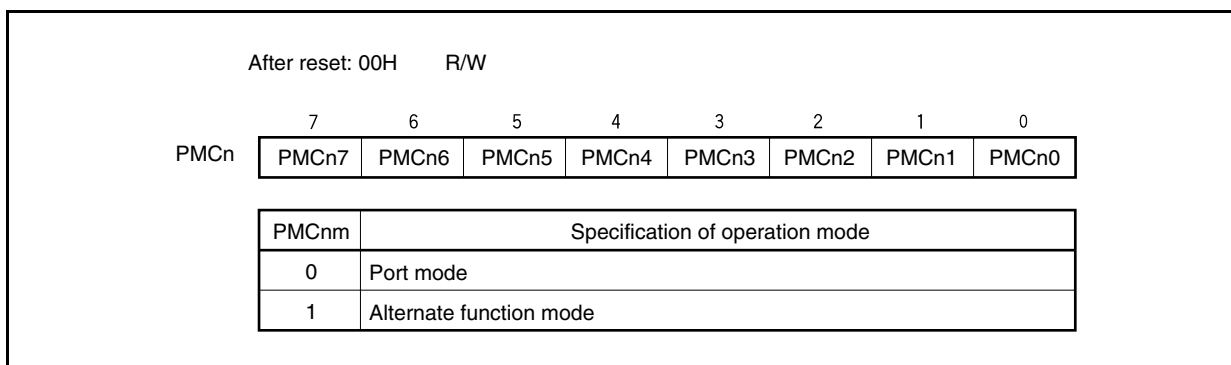 After reset: 00H R/W
7 6 5 4 3 2 1 0
PMCn PMCn7 PMCn6 PMCn5 PMCn4 PMCn3 PMCn2 PMCn1 PMCn0
PMCnm Specification of operation mode
0 Port mode
1 Alternate function mode